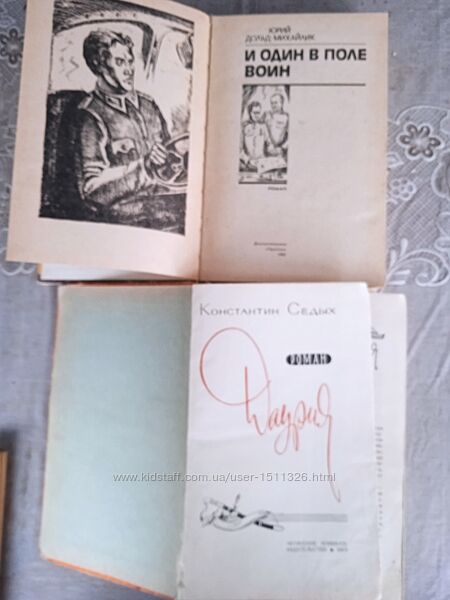 ЮРИЙ
ДОЛЬД-МИХАЙЛИК
И ОДИН В ПОЛЕ
ВОИН
Роман
КОНСТАНТИН СЕДЫХ
РОМАН
Даурия
www.kidstaff.com.ua/user-1511326.html